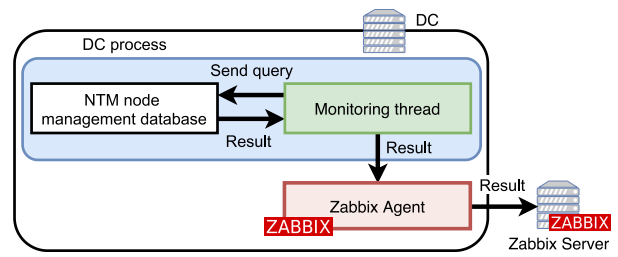 DC
DC process
Send query
NTM node
management database
Monitoring thread
Result
Result
Zabbix Agent
ZABBIX
Result
ZABBIX
Zabbix Server